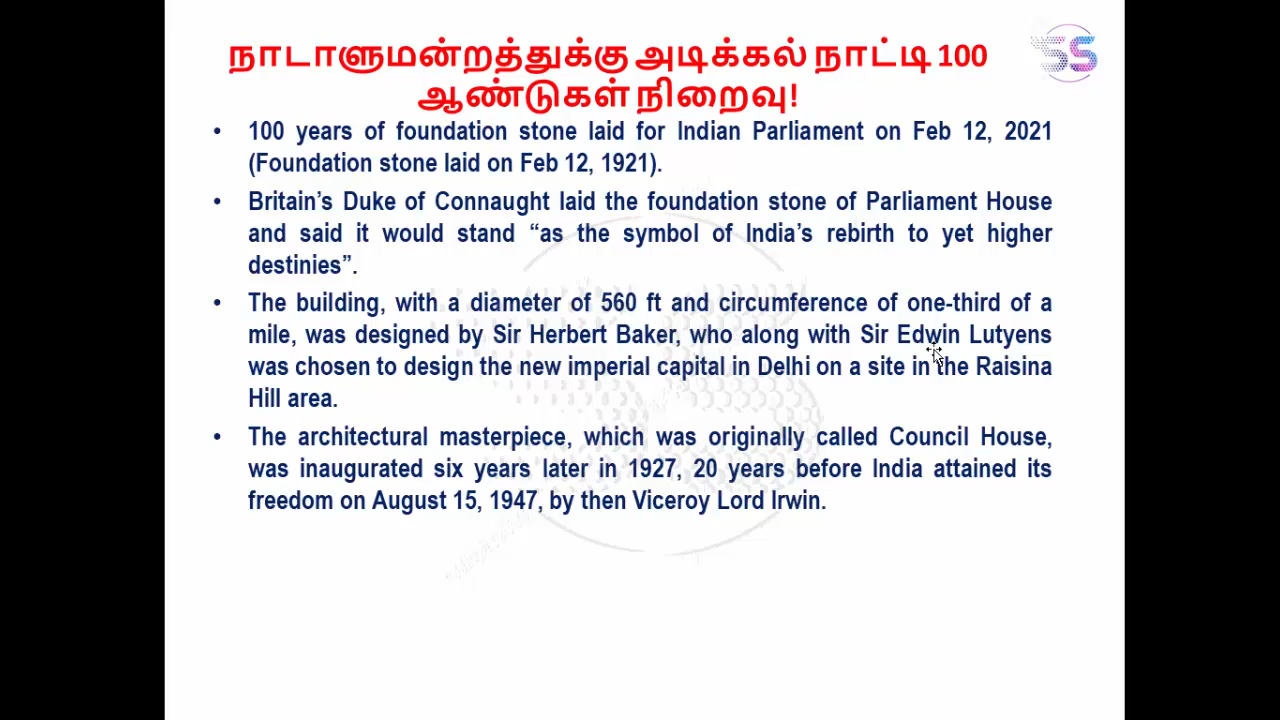 நாடாளுமன்றத்துக்கு அடிக்கல் நாட்டி 100
ஆண்டுகள் நிறைவு!
SS
• 100 years of foundation stone laid for Indian Parliament on Feb 12, 2021
(Foundation stone laid on Feb 12, 1921).
• Britain’s Duke of Connaught laid the foundation stone of Parliament House
and said it would stand “as the symbol of India’s rebirth to yet higher
destinies”.
• The building, with a diameter of 560 ft and circumference of one-third of a
mile, was designed by Sir Herbert Baker, who along with Sir Edwin Lutyens
was chosen to design the new imperial capital in Delhi on a site in the Raisina
Hill area.
• The architectural masterpiece, which was originally called Council House,
was inaugurated six years later in 1927, 20 years before India attained its
freedom on August 15, 1947, by then Viceroy Lord Irwin.